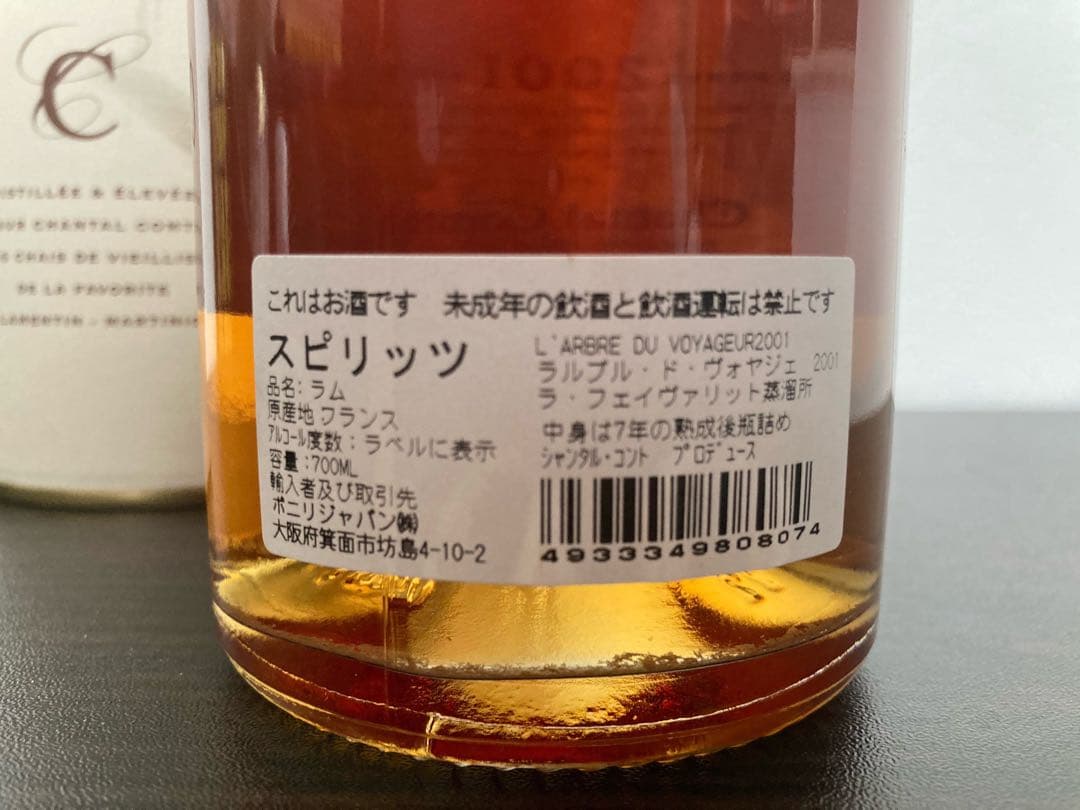 C
DISTILLÉE & ÉLEVÉE
CHANTAL COMTE
CHAIS DE
DE LA FAVORITE
LAMENTIN - MARTINIQUE
2001
これはお酒です 未成年の飲酒と飲酒運転は禁止です
スピリッツ
品名：ラム
原産地 フランス
ｱﾙｺｰﾙ度数：ラベルに表示
容量：700ML
輸入者及び取引先
ボニリジャパン㈱
大阪府箕面市坊島4-10-2
L'ARBRE DU VOYAGEUR2001
ラルブル・ド・ヴォヤジェ 2001
ラ・フェイヴァリット蒸溜所
中身は7年の熟成後瓶詰め
ｼｬﾝﾀﾙ･ｺﾝﾄ ﾌﾟﾛﾃﾞｭｰｽ
4933349808074